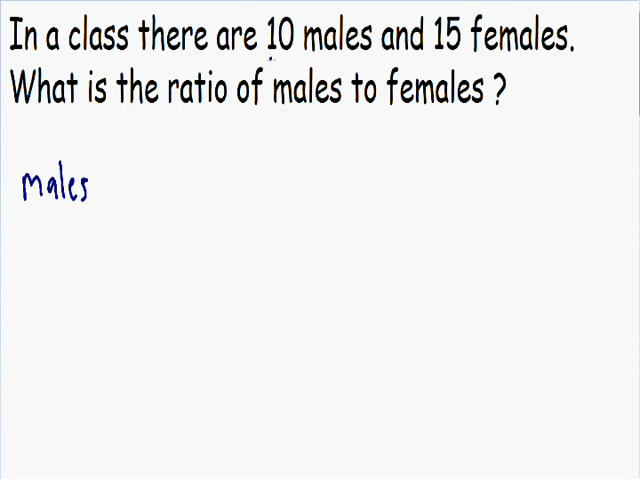 In a class there are 10 males and 15 females.
What is the ratio of males to females ?
males